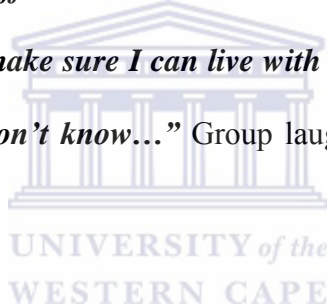 make sure I can live with
on't know…” Group laug
UNIVERSITY of the
WESTERN CAPE